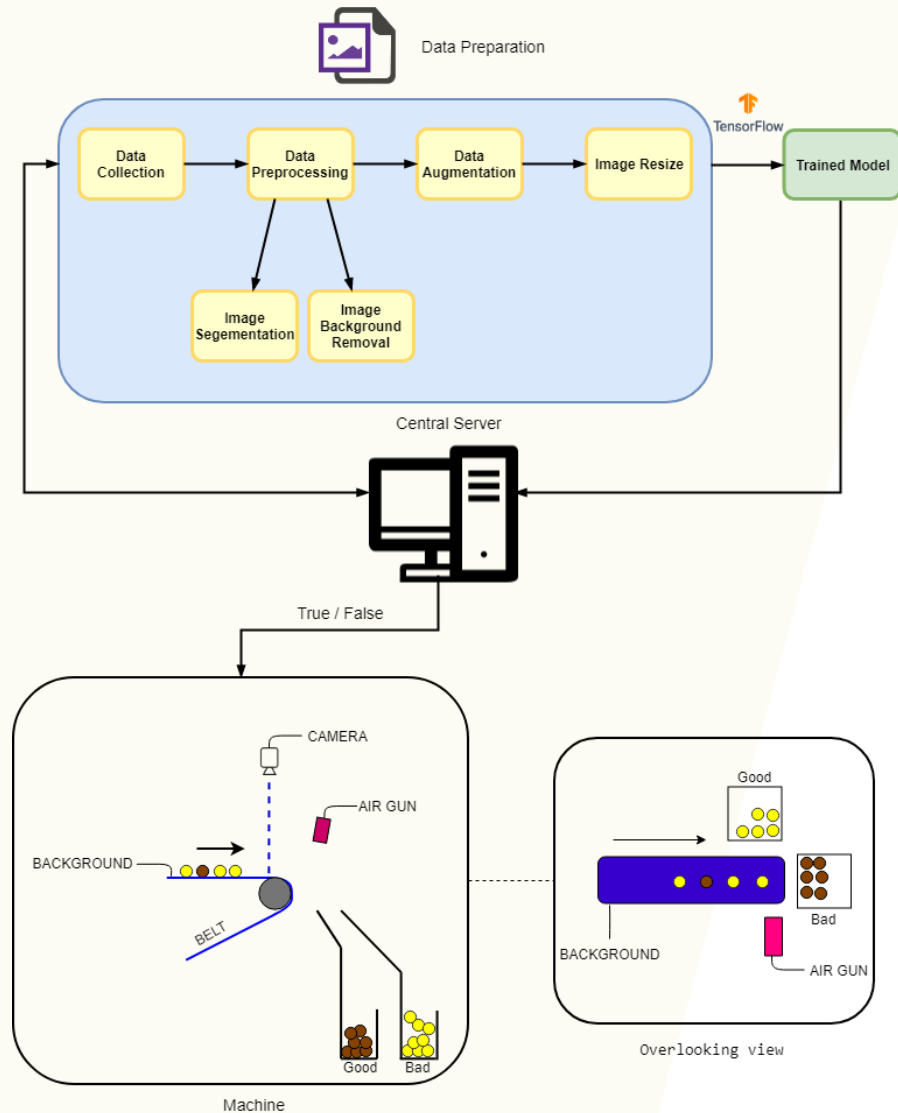 Data Preparation
TensorFlow
Data
Collection
Data
Preprocessing
Data
Augmentation
Image Resize
Trained Model
Image
Segementation
Image
Background
Removal
Central Server
True / False
CAMERA
AIR GUN
BACKGROUND
BELT
Good
Bad
Machine
Good
Bad
BACKGROUND
AIR GUN
Overlooking view